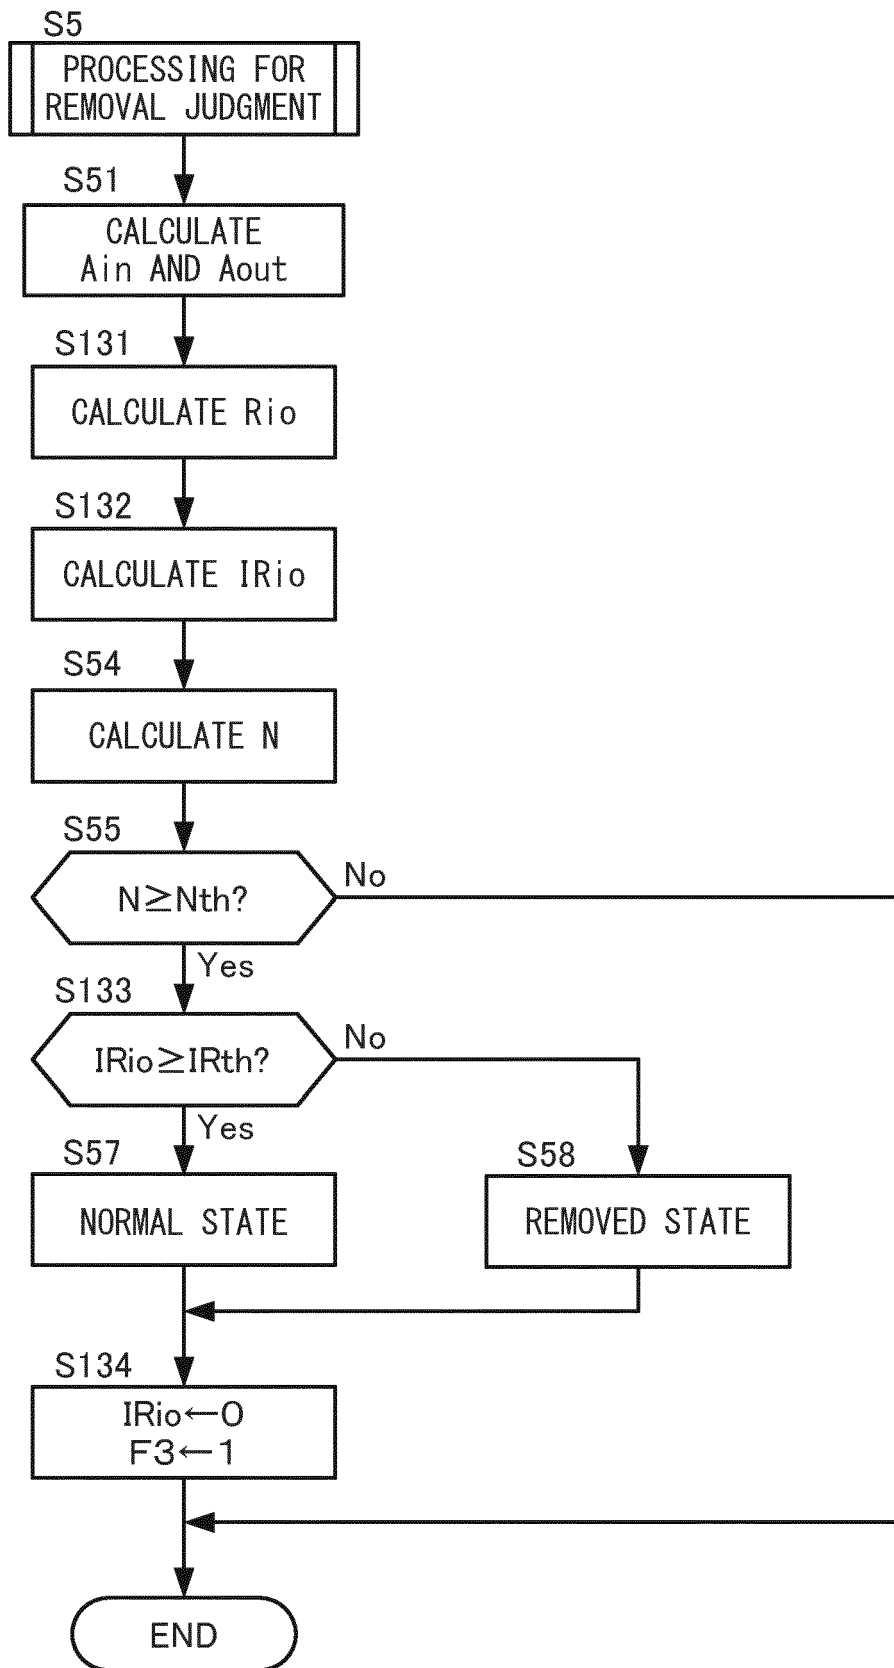 S5
PROCESSING FOR
REMOVAL JUDGMENT
S51
CALCULATE
Ain AND Aout
S131
CALCULATE Rio
S132
CALCULATE IRio
S54
CALCULATE N
S55
N≧Nth?
No
Yes
S133
IRio≧IRth?
No
Yes
S57
NORMAL STATE
S58
REMOVED STATE
S134
IRio←0
F3←1
END